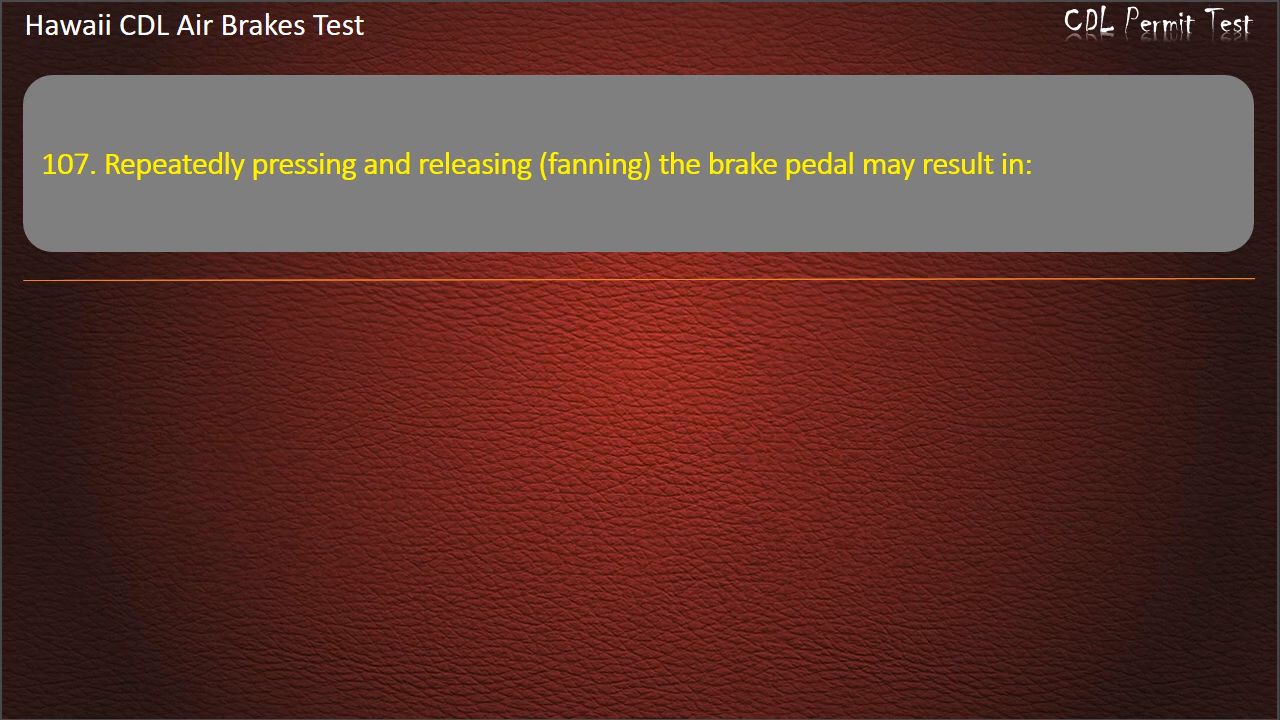 Hawaii CDL Air Brakes Test
CDL Permit Test
107. Repeatedly pressing and releasing (fanning) the brake pedal may result in: